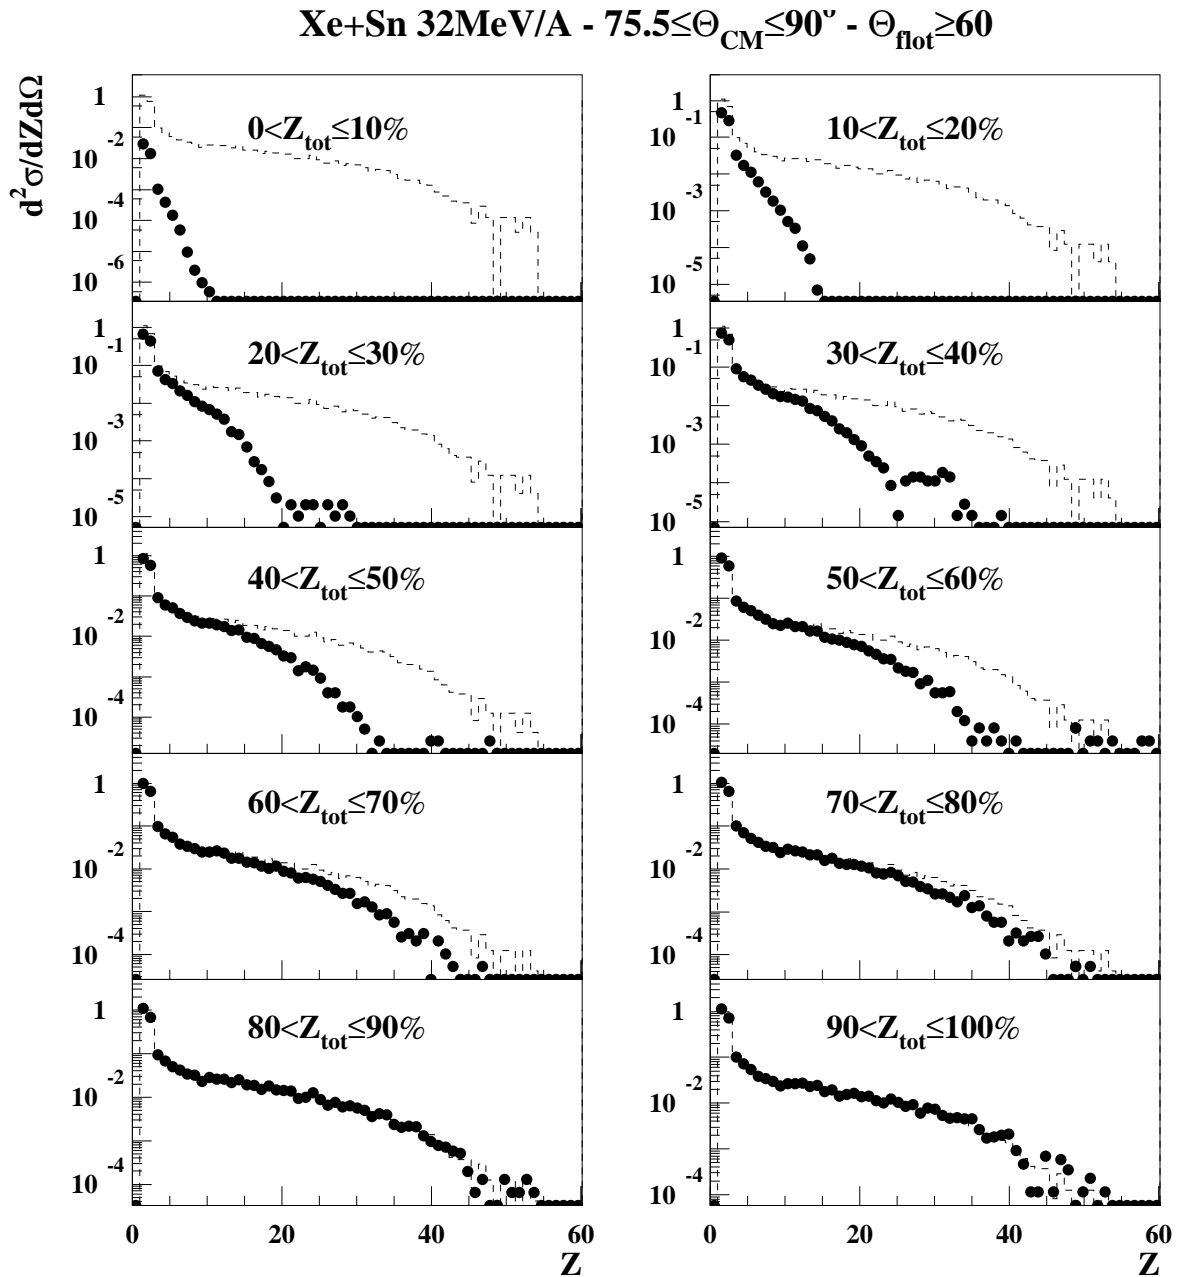 Xe+Sn 32MeV/A - 75.5≤Θ_CM≤90° - Θ_flot≥60
d²σ/dZdΩ
1
10⁻²
10⁻⁴
10⁻⁶
0<Z_tot≤10%
1
10⁻¹
10⁻³
10⁻⁵
10<Z_tot≤20%
1
10⁻¹
10⁻³
10⁻⁵
20<Z_tot≤30%
1
10⁻¹
10⁻³
10⁻⁵
30<Z_tot≤40%
1
10⁻²
10⁻⁴
40<Z_tot≤50%
1
10⁻²
10⁻⁴
50<Z_tot≤60%
1
10⁻²
10⁻⁴
60<Z_tot≤70%
1
10⁻²
10⁻⁴
70<Z_tot≤80%
1
10⁻²
10⁻⁴
80<Z_tot≤90%
1
10⁻²
10⁻⁴
90<Z_tot≤100%
0 20 40 60
Z
0 20 40 60
Z